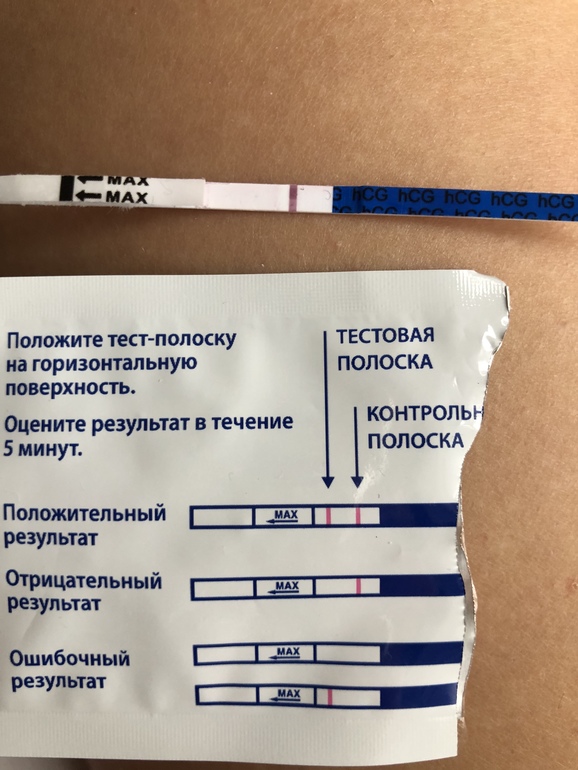 MAX
MAX
hCG hCG hCG hCG hCG
Положите тест-полоску
на горизонтальную
поверхность.
Оцените результат в течение
5 минут.
ТЕСТОВАЯ
ПОЛОСКА
КОНТРОЛЬН
ПОЛОСКА
Положительный
результат
MAX
Отрицательный
результат
MAX
Ошибочный
результат
MAX
MAX